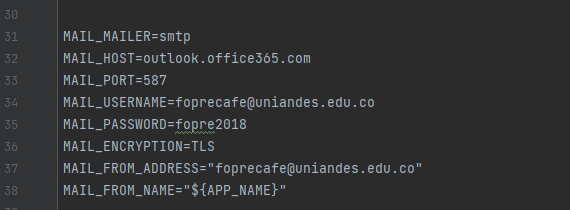 30
31 MAIL_MAILER=smtp
32 MAIL_HOST=outlook.office365.com
33 MAIL_PORT=587
34 MAIL_USERNAME=foprecafe@uniandes.edu.co
35 MAIL_PASSWORD=fopre2018
36 MAIL_ENCRYPTION=TLS
37 MAIL_FROM_ADDRESS="foprecafe@uniandes.edu.co"
38 MAIL_FROM_NAME="${APP_NAME}"